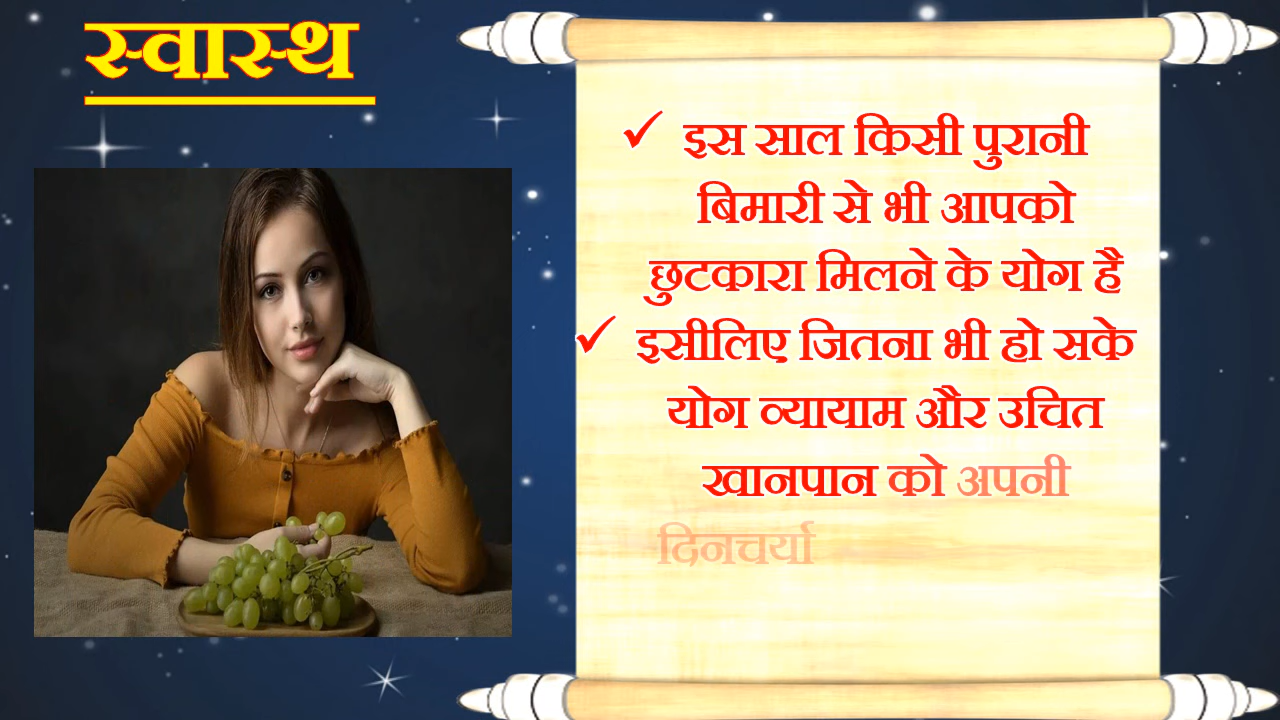 स्वास्थ
✓ इस साल किसी पुरानी
बिमारी से भी आपको
छुटकारा मिलने के योग है
✓ इसीलिए जितना भी हो सके
योग व्यायाम और उचित
खानपान को अपनी
दिनचर्या